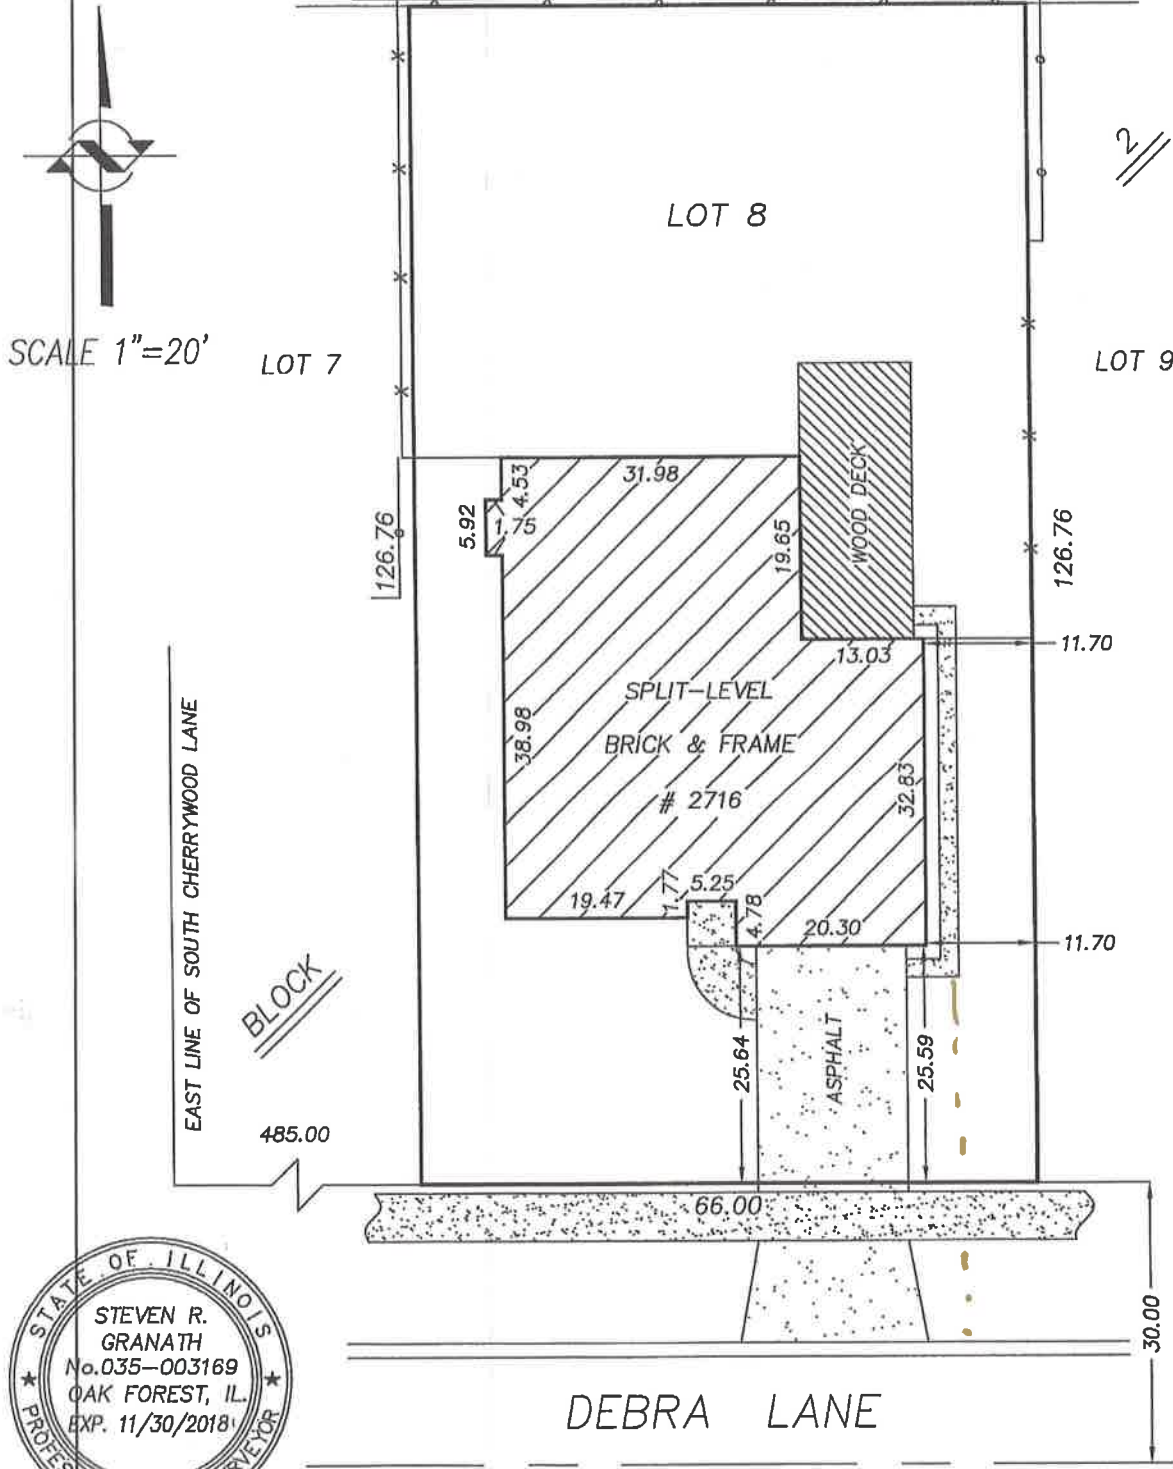 2
LOT 8
SCALE 1"=20'
LOT 7
LOT 9
4.53
31.98
WOOD DECK
5.92
1.75
19.65
126.76
126.76
11.70
13.03
SPLIT-LEVEL
BRICK & FRAME
# 2716
38.98
32.83
EAST LINE OF SOUTH CHERRYWOOD LANE
19.47
1.77
5.25
4.78
20.30
11.70
BLOCK
25.64
ASPHALT
25.59
485.00
66.00
30.00
STATE OF ILLINOIS
STEVEN R.
GRANATH
No.035-003169
OAK FOREST, IL.
EXP. 11/30/2018
DEBRA LANE